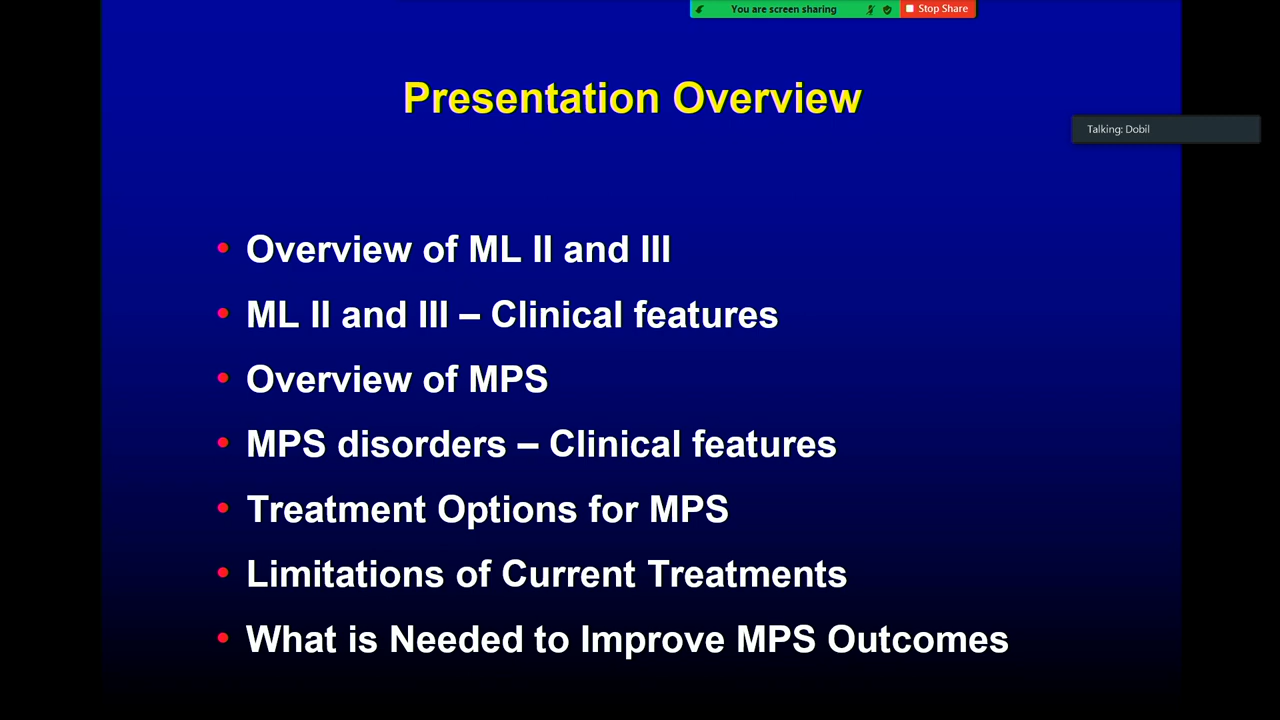 You are screen sharing
Stop Share
Presentation Overview
Talking: Dobil
• Overview of ML II and III
• ML II and III – Clinical features
• Overview of MPS
• MPS disorders – Clinical features
• Treatment Options for MPS
• Limitations of Current Treatments
• What is Needed to Improve MPS Outcomes